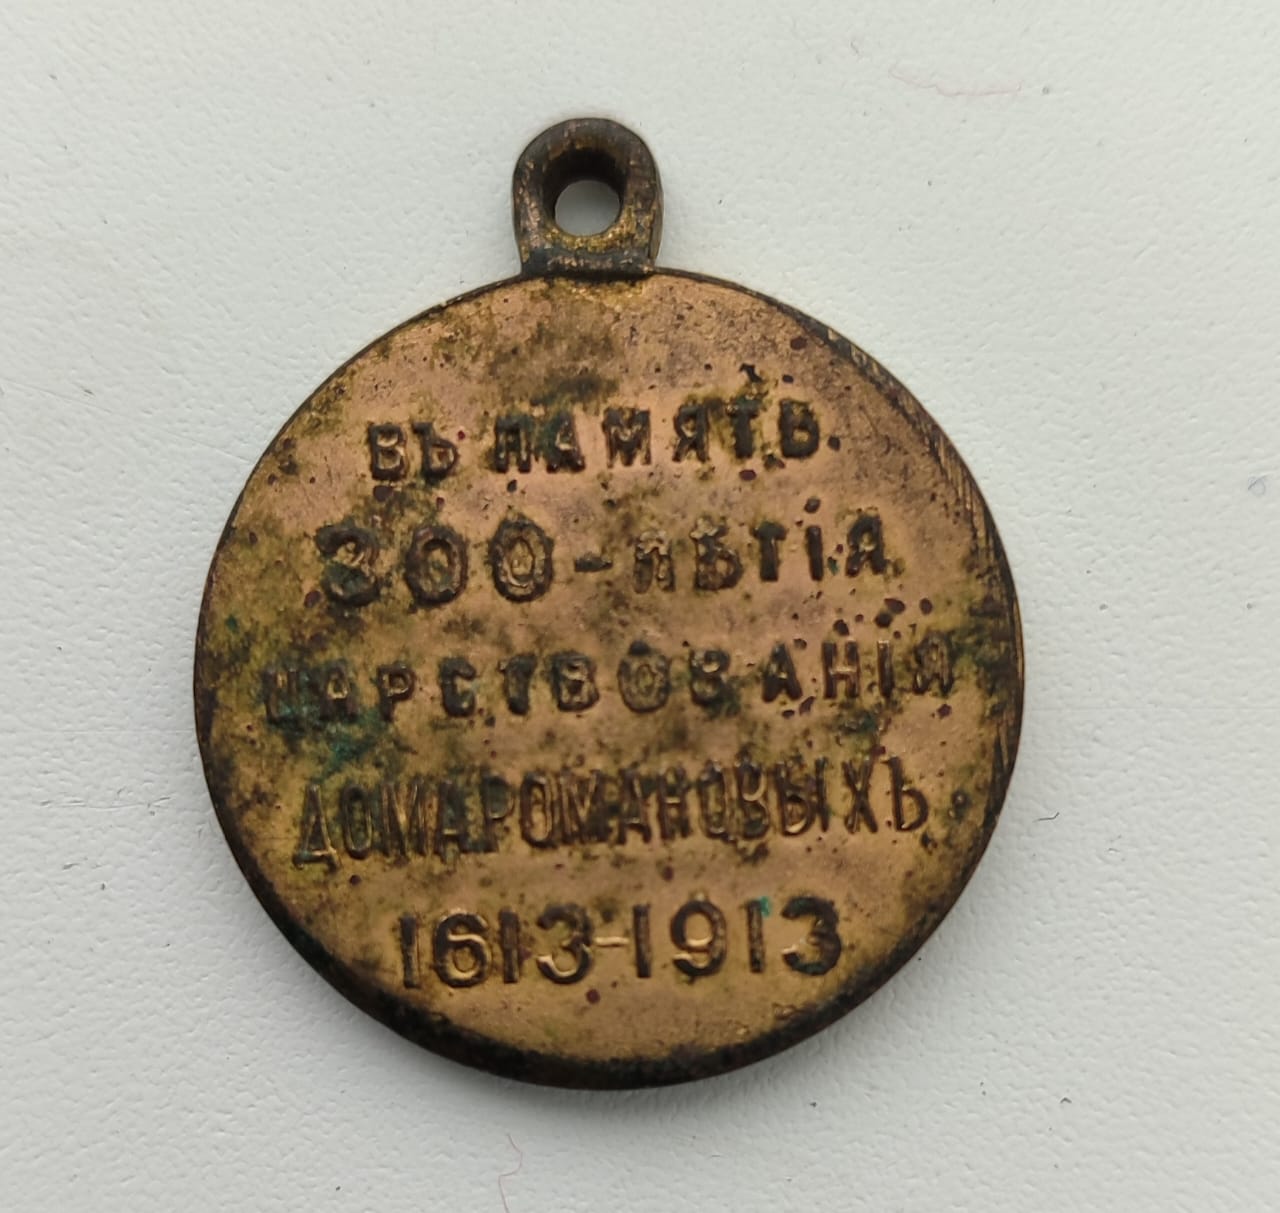 ВЪ ПАМЯТЬ
300-ЛѢТІЯ
ЦАРСТВОВАНІЯ
ДОМА РОМАНОВЫХЪ
1613-1913